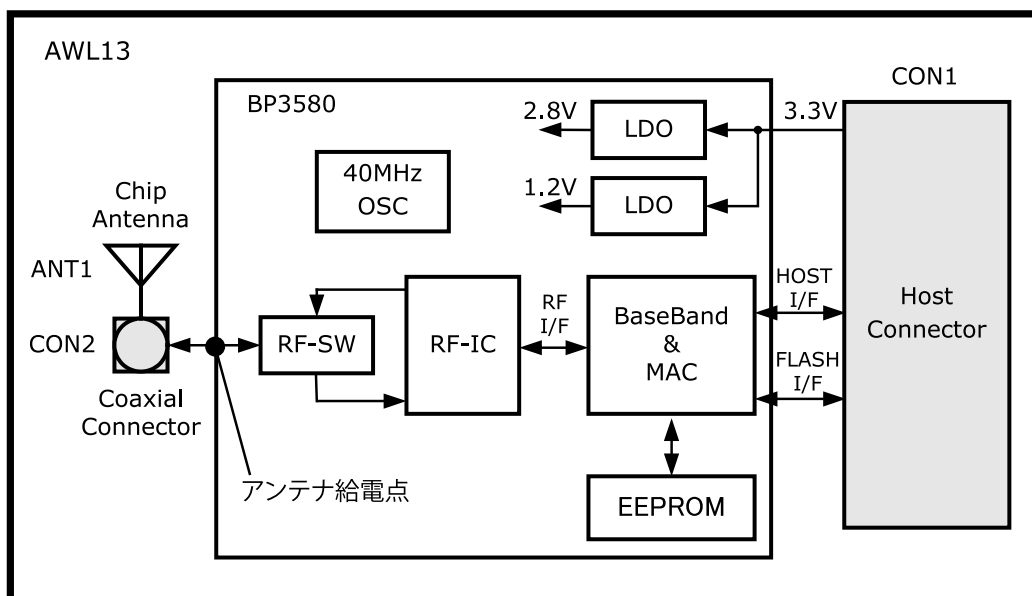 AWL13
CON1
BP3580
2.8V
LDO
3.3V
40MHz
OSC
1.2V
LDO
Chip
Antenna
ANT1
CON2
Coaxial
Connector
RF-SW
RF-IC
RF
I/F
BaseBand
&
MAC
HOST
I/F
FLASH
I/F
Host
Connector
アンテナ給電点
EEPROM